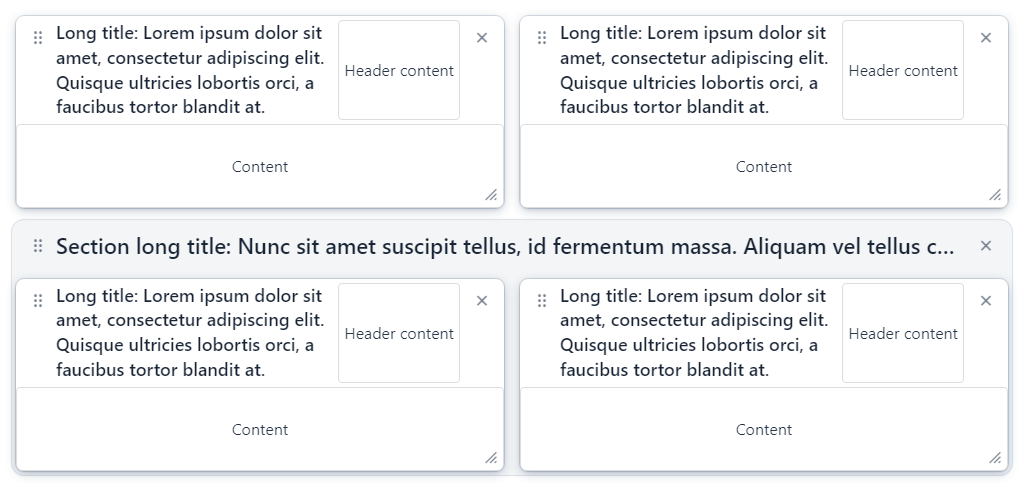 Long title: Lorem ipsum dolor sit
amet, consectetur adipiscing elit.
Quisque ultricies lobortis orci, a
faucibus tortor blandit at.
Header content
Content
Long title: Lorem ipsum dolor sit
amet, consectetur adipiscing elit.
Quisque ultricies lobortis orci, a
faucibus tortor blandit at.
Header content
Content
Section long title: Nunc sit amet suscipit tellus, id fermentum massa. Aliquam vel tellus c...
Long title: Lorem ipsum dolor sit
amet, consectetur adipiscing elit.
Quisque ultricies lobortis orci, a
faucibus tortor blandit at.
Header content
Content
Long title: Lorem ipsum dolor sit
amet, consectetur adipiscing elit.
Quisque ultricies lobortis orci, a
faucibus tortor blandit at.
Header content
Content